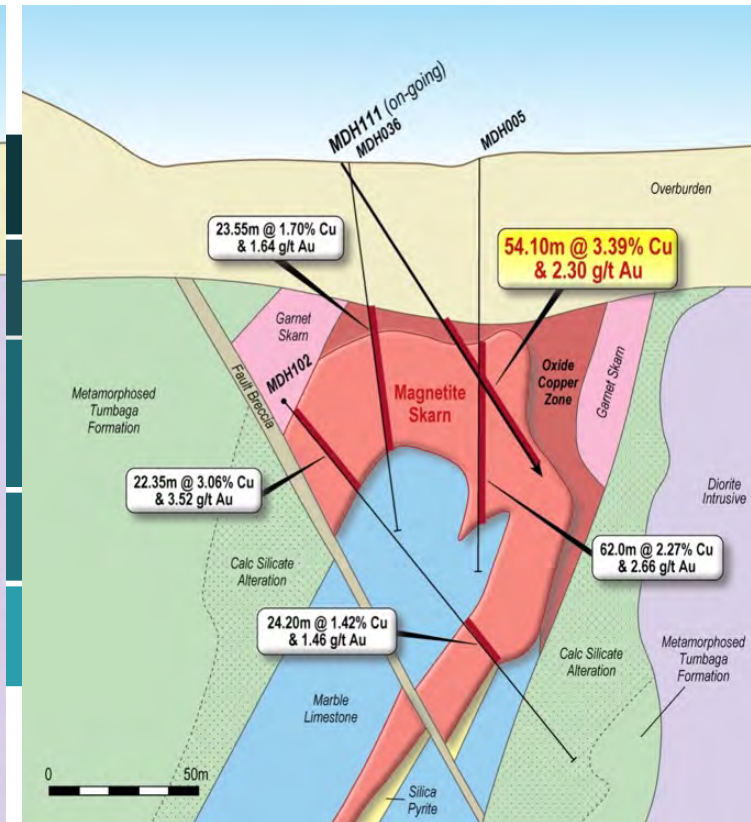 MDH111 (on-going)
MDH036
MDH005
Overburden
23.55m @ 1.70% Cu
& 1.64 g/t Au
54.10m @ 3.39% Cu
& 2.30 g/t Au
Garnet
Skarn
Fault Breccia
MDH102
Magnetite
Skarn
Oxide
Copper
Zone
Garnet Skarn
Metamorphosed
Tumbaga
Formation
22.35m @ 3.06% Cu
& 3.52 g/t Au
Diorite
Intrusive
62.0m @ 2.27% Cu
& 2.66 g/t Au
Calc Silicate
Alteration
24.20m @ 1.42% Cu
& 1.46 g/t Au
Calc Silicate
Alteration
Metamorphosed
Tumbaga
Formation
Marble
Limestone
0 50m
Silica
Pyrite